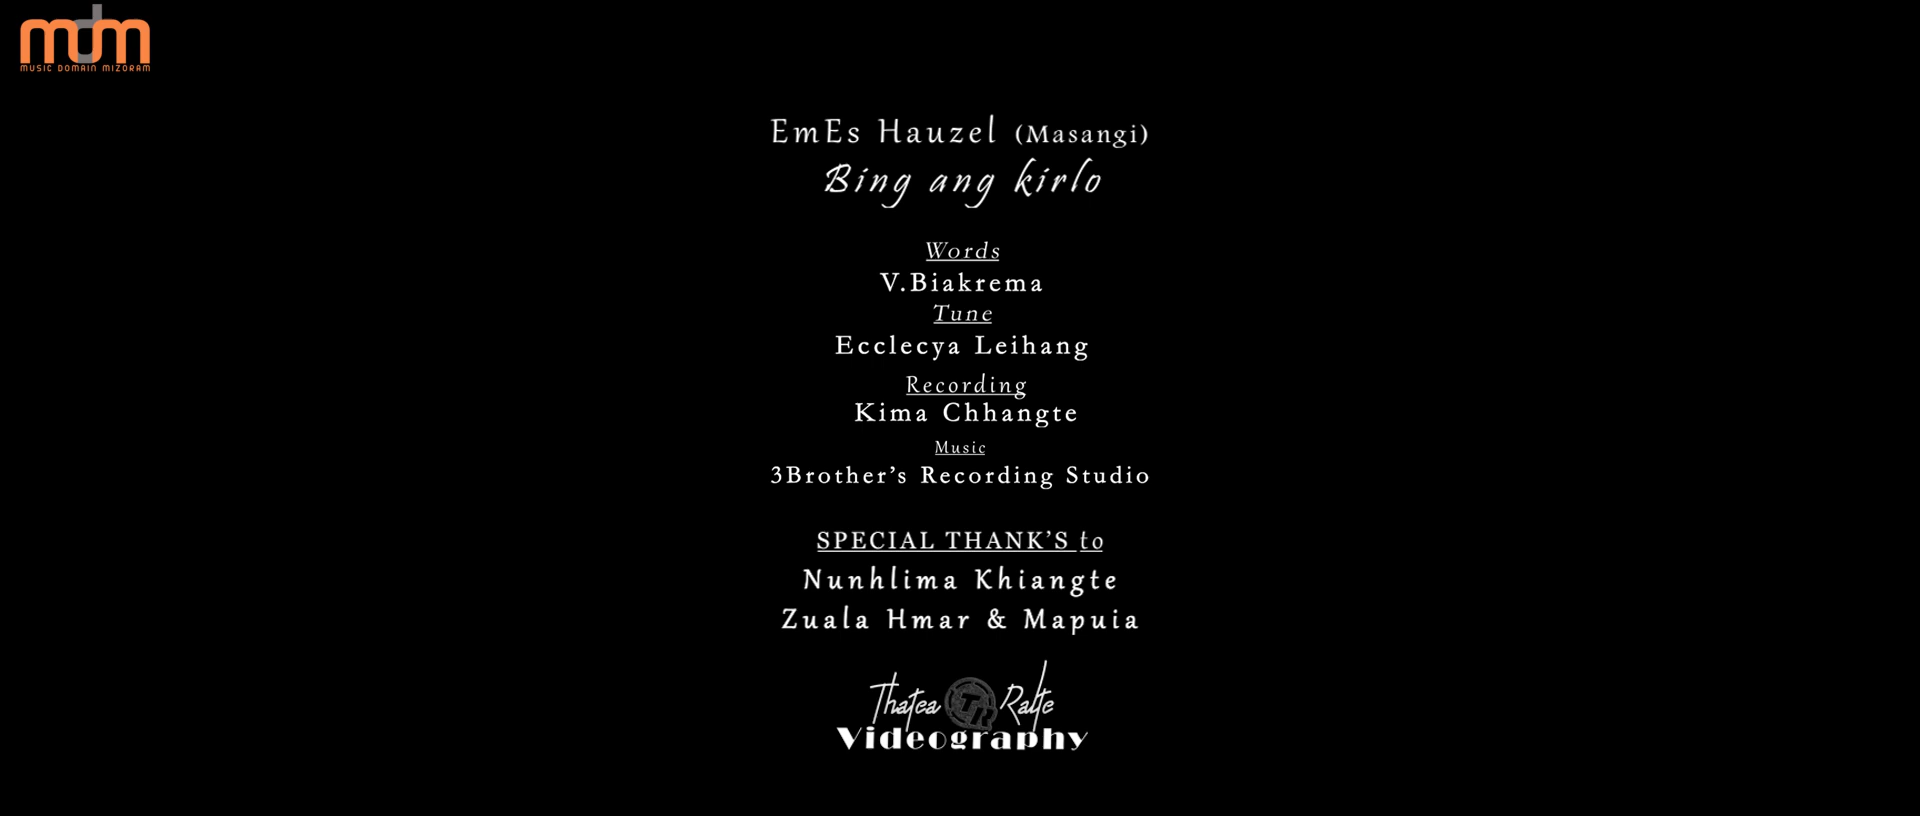 mdm
MUSIC DOMAIN MIZORAM
EmEs Hauzel (Masangi)
Bing ang kirlo
Words
V.Biakrema
Tune
Ecclecya Leihang
Recording
Kima Chhangte
Music
3Brother’s Recording Studio
SPECIAL THANK’S to
Nunhlima Khiangte
Zuala Hmar & Mapuia
Thatea TR Ralte
Videography